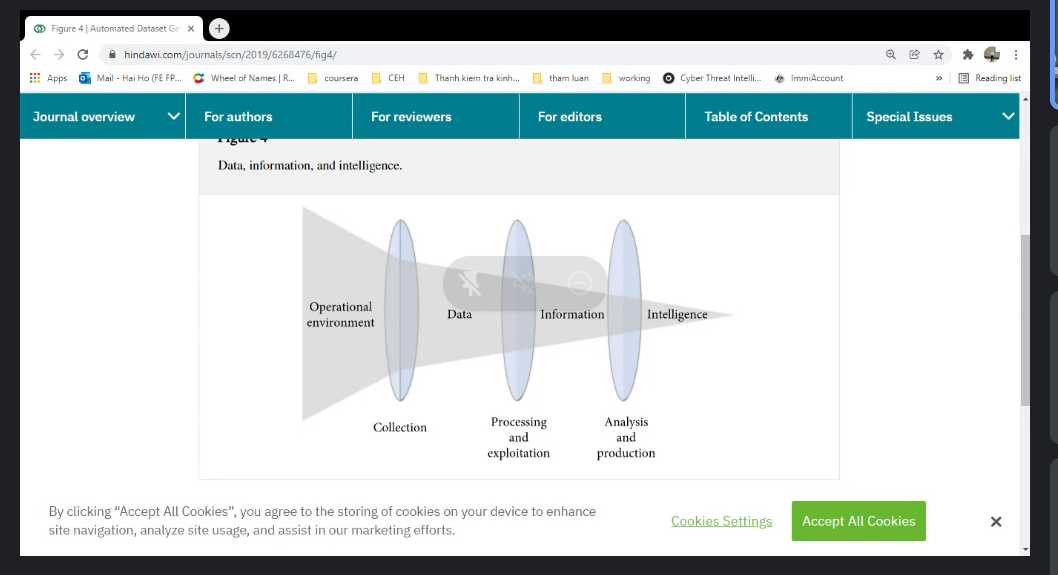 Figure 4 | Automated Dataset Ge
hindawi.com/journals/scn/2019/6268476/fig4/
Apps Mail - Hai Ho (FE FP... Wheel of Names | R... coursera CEH Thanh kiem tra kinh... tham luan working Cyber Threat Intelli... ImmiAccount » Reading list
Journal overview For authors For reviewers For editors Table of Contents Special Issues
Figure 4
Data, information, and intelligence.
Operational
environment
Data
Information
Intelligence
Collection
Processing
and
exploitation
Analysis
and
production
By clicking “Accept All Cookies”, you agree to the storing of cookies on your device to enhance
site navigation, analyze site usage, and assist in our marketing efforts.
Cookies Settings
Accept All Cookies